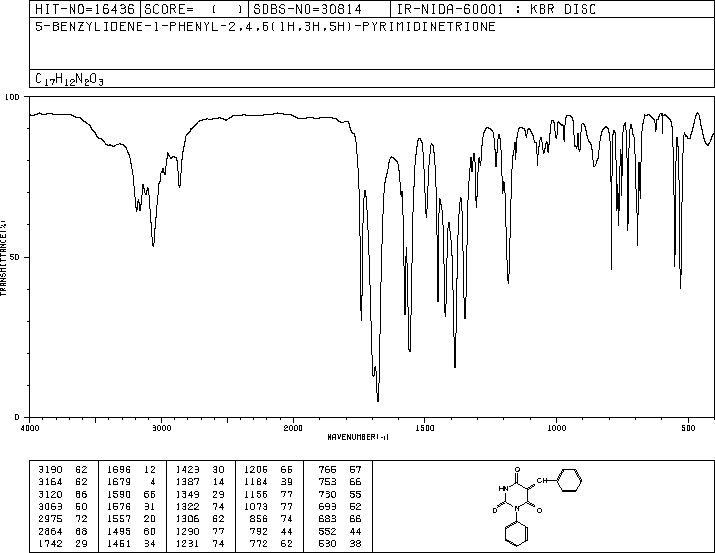 HIT-NO=16436 SCORE= ( ) SDBS-NO=30814 IR-NIDA-60001 : KBR DISC
5-BENZYLIDENE-1-PHENYL-2,4,6(1H,3H,5H)-PYRIMIDINETRIONE
C17H12N2O3
100
50
0
TRANSMITTANCE(%)
4000 3000 2000 1500 1000 500
WAVENUMBER(-1)
3190 62 1696 12 1423 30 1206 66 766 57
3164 62 1679 4 1387 14 1184 39 753 66
3120 66 1590 66 1349 29 1156 77 730 55
3063 50 1576 31 1322 74 1073 77 693 52
2975 72 1557 20 1306 62 856 74 683 66
2864 68 1495 60 1290 77 792 44 552 44
1742 29 1451 34 1231 74 772 62 530 38
O
CH
HN
O
N
O